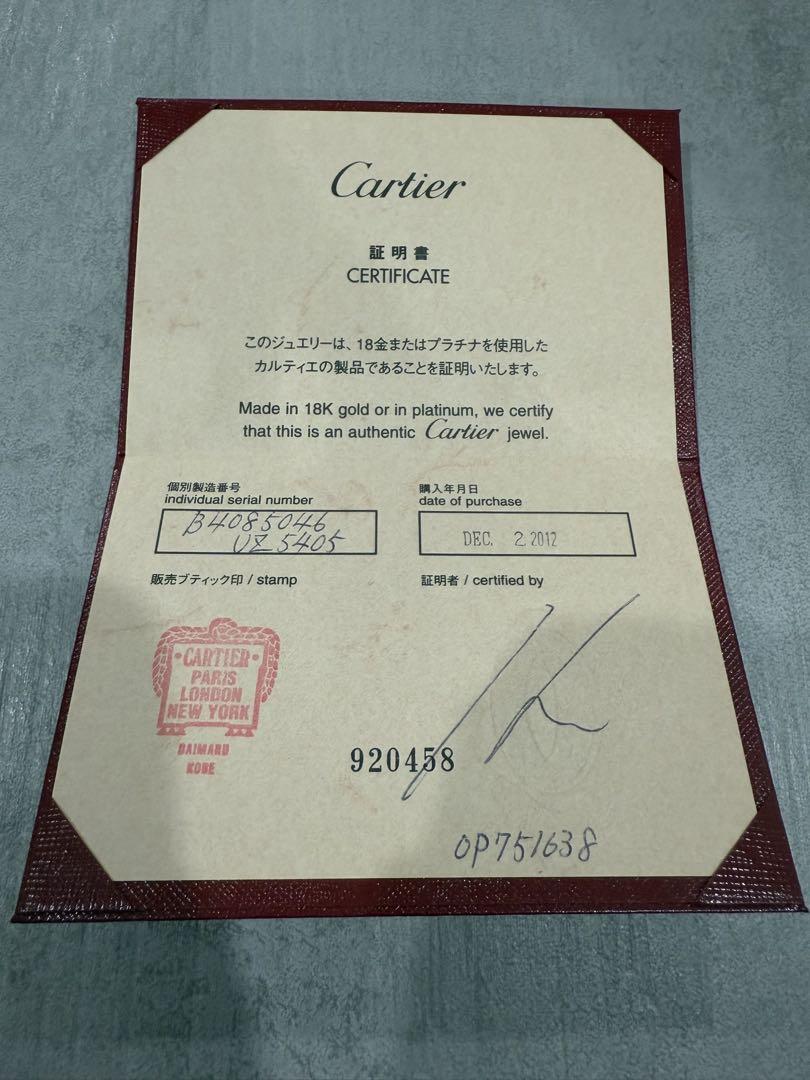 Cartier
証明書
CERTIFICATE
このジュエリーは、18金またはプラチナを使用した
カルティエの製品であることを証明いたします。
Made in 18K gold or in platinum, we certify
that this is an authentic Cartier jewel.
個別製造番号
individual serial number
B4085046
UZ5405
購入年月日
date of purchase
DEC. 2. 2012
販売ブティック印 / stamp
証明者 / certified by
·CARTIER·
PARIS
LONDON
NEW YORK
DAIMARU
KOBE
920458
OP751638